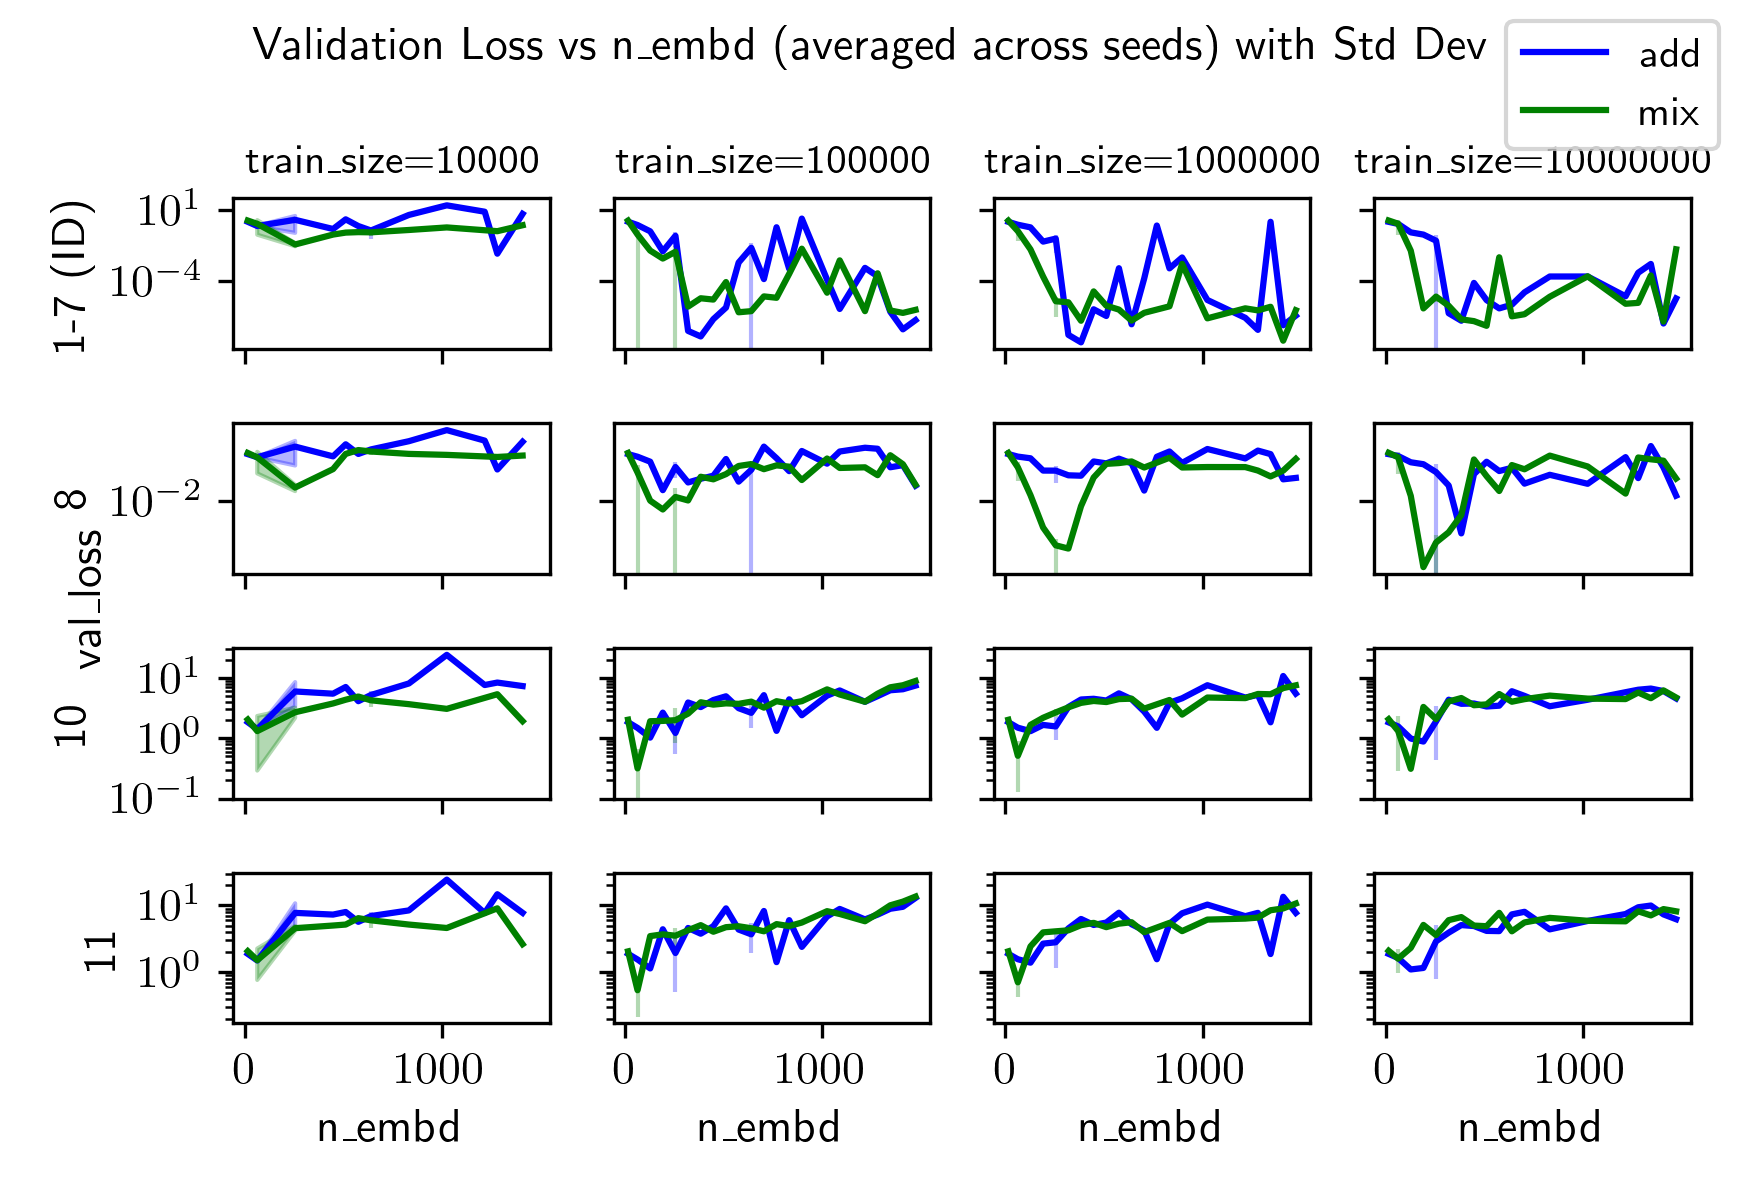 Validation Loss vs n_embd (averaged across seeds) with Std Dev
add
mix
train_size=10000
train_size=100000
train_size=1000000
train_size=10000000
1-7 (ID)
10^1
10^-4
val_loss
8
10^-2
10
10^1
10^0
10^-1
11
10^1
10^0
0
1000
0
1000
0
1000
0
1000
n_embd
n_embd
n_embd
n_embd